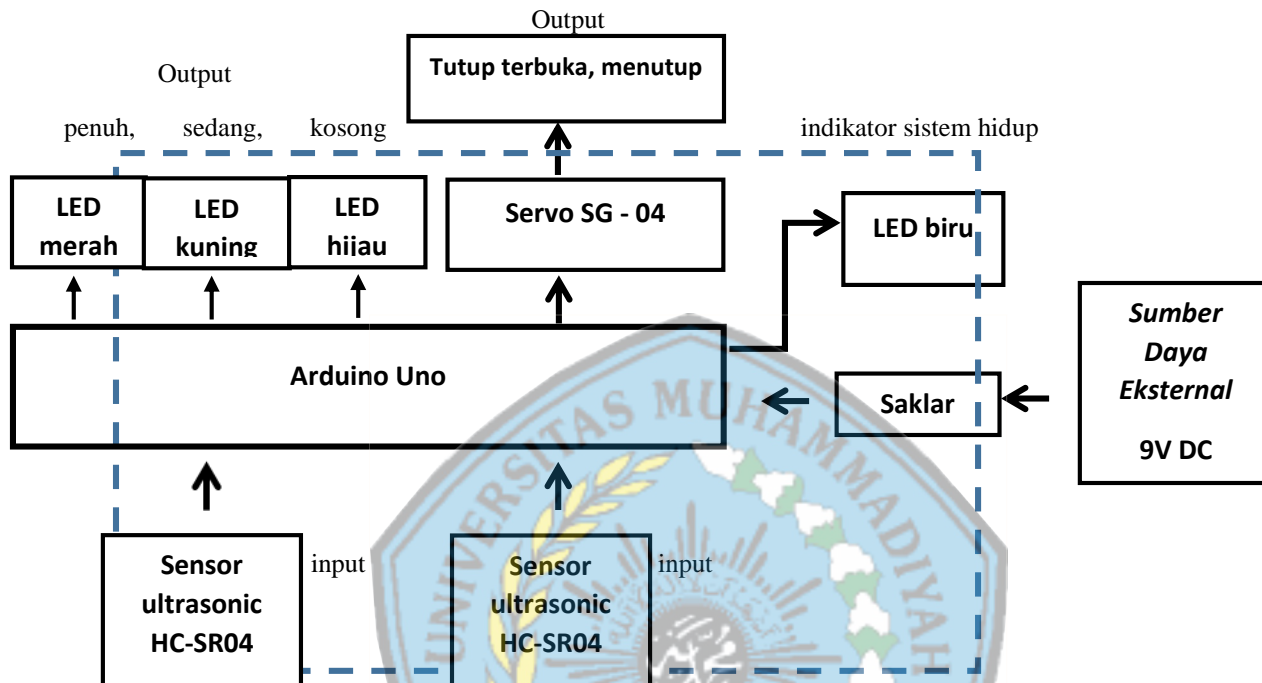 Output
Tutup terbuka, menutup
Output
penuh, sedang, kosong
indikator sistem hidup
LED
merah
LED
kuning
LED
hijau
Servo SG - 04
LED biru
Sumber
Daya
Eksternal
9V DC
Arduino Uno
Saklar
Sensor
ultrasonic
HC-SR04
input
Sensor
ultrasonic
HC-SR04
input
UNIVERSITAS MUHAMMADIYAH